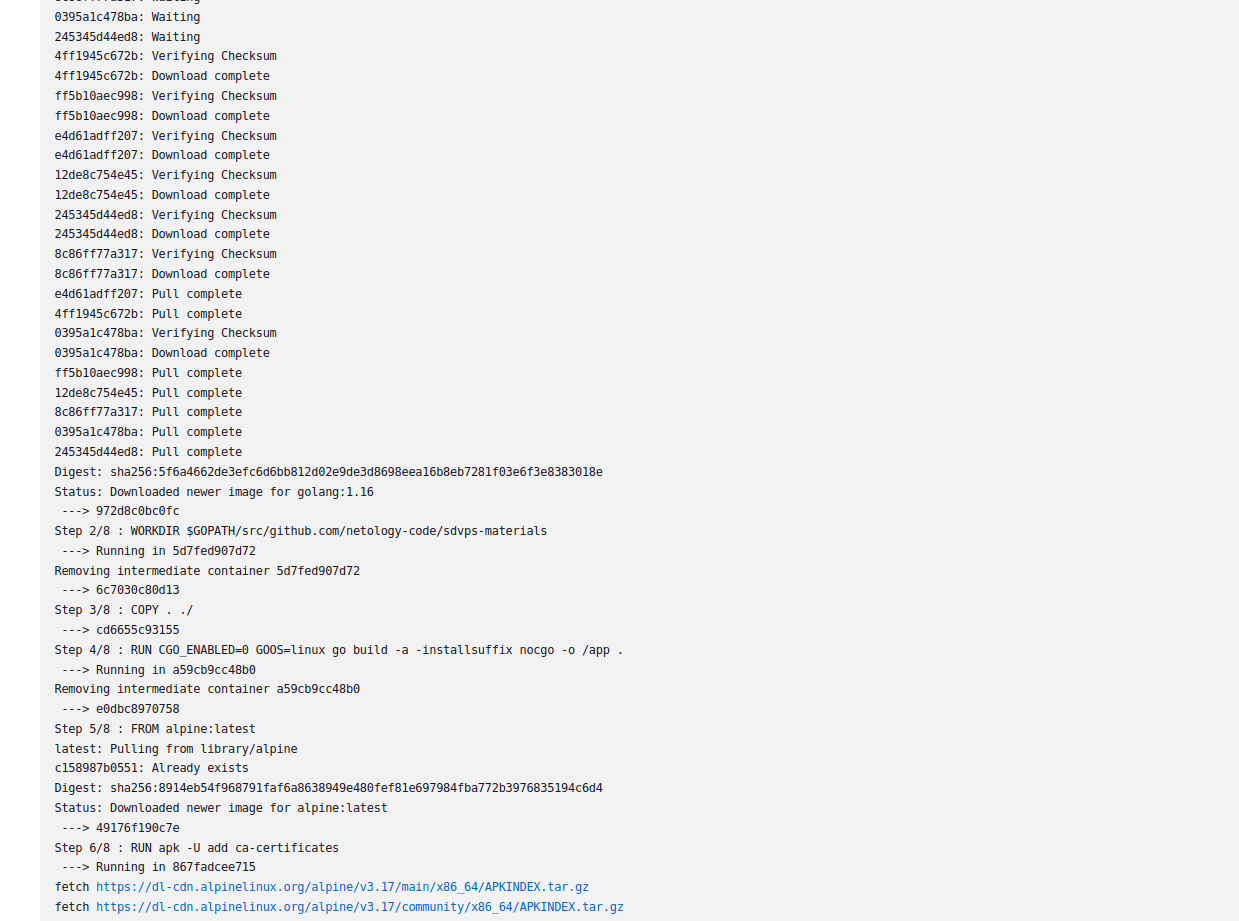 0395a1c478ba: Waiting
245345d44ed8: Waiting
4ff1945c672b: Verifying Checksum
4ff1945c672b: Download complete
ff5b10aec998: Verifying Checksum
ff5b10aec998: Download complete
e4d61adff207: Verifying Checksum
e4d61adff207: Download complete
12de8c754e45: Verifying Checksum
12de8c754e45: Download complete
245345d44ed8: Verifying Checksum
245345d44ed8: Download complete
8c86ff77a317: Verifying Checksum
8c86ff77a317: Download complete
e4d61adff207: Pull complete
4ff1945c672b: Pull complete
0395a1c478ba: Verifying Checksum
0395a1c478ba: Download complete
ff5b10aec998: Pull complete
12de8c754e45: Pull complete
8c86ff77a317: Pull complete
0395a1c478ba: Pull complete
245345d44ed8: Pull complete
Digest: sha256:5f6a4662de3efc6d6bb812d02e9de3d8698eea16b8eb7281f03e6f3e8383018e
Status: Downloaded newer image for golang:1.16
 ---> 972d8c0bc0fc
Step 2/8 : WORKDIR $GOPATH/src/github.com/netology-code/sdvps-materials
 ---> Running in 5d7fed907d72
Removing intermediate container 5d7fed907d72
 ---> 6c7030c80d13
Step 3/8 : COPY . ./
 ---> cd6655c93155
Step 4/8 : RUN CGO_ENABLED=0 GOOS=linux go build -a -installsuffix nocgo -o /app .
 ---> Running in a59cb9cc48b0
Removing intermediate container a59cb9cc48b0
 ---> e0dbc8970758
Step 5/8 : FROM alpine:latest
latest: Pulling from library/alpine
c158987b0551: Already exists
Digest: sha256:8914eb54f968791faf6a8638949e480fef81e697984fba772b3976835194c6d4
Status: Downloaded newer image for alpine:latest
 ---> 49176f190c7e
Step 6/8 : RUN apk -U add ca-certificates
 ---> Running in 867fadcee715
fetch https://dl-cdn.alpinelinux.org/alpine/v3.17/main/x86_64/APKINDEX.tar.gz
fetch https://dl-cdn.alpinelinux.org/alpine/v3.17/community/x86_64/APKINDEX.tar.gz